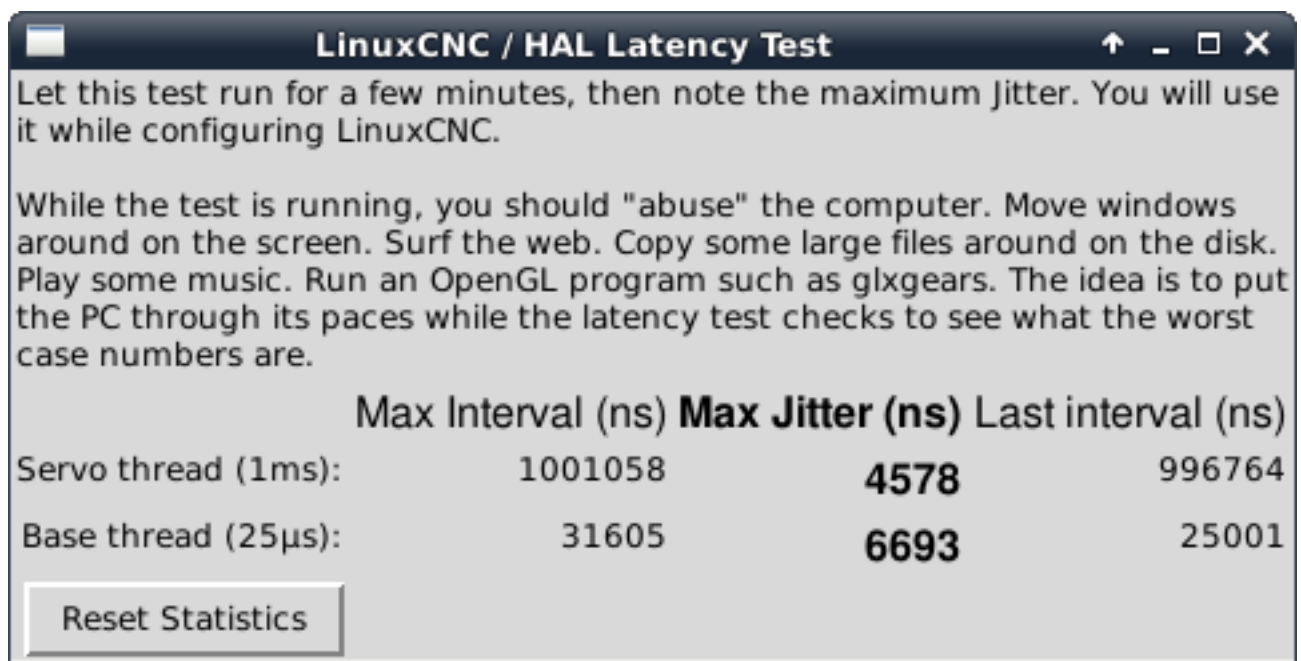 LinuxCNC / HAL Latency Test
Let this test run for a few minutes, then note the maximum Jitter. You will use
it while configuring LinuxCNC.
While the test is running, you should "abuse" the computer. Move windows
around on the screen. Surf the web. Copy some large files around on the disk.
Play some music. Run an OpenGL program such as glxgears. The idea is to put
the PC through its paces while the latency test checks to see what the worst
case numbers are.
Max Interval (ns) Max Jitter (ns) Last interval (ns)
Servo thread (1ms): 1001058 4578 996764
Base thread (25µs): 31605 6693 25001
Reset Statistics